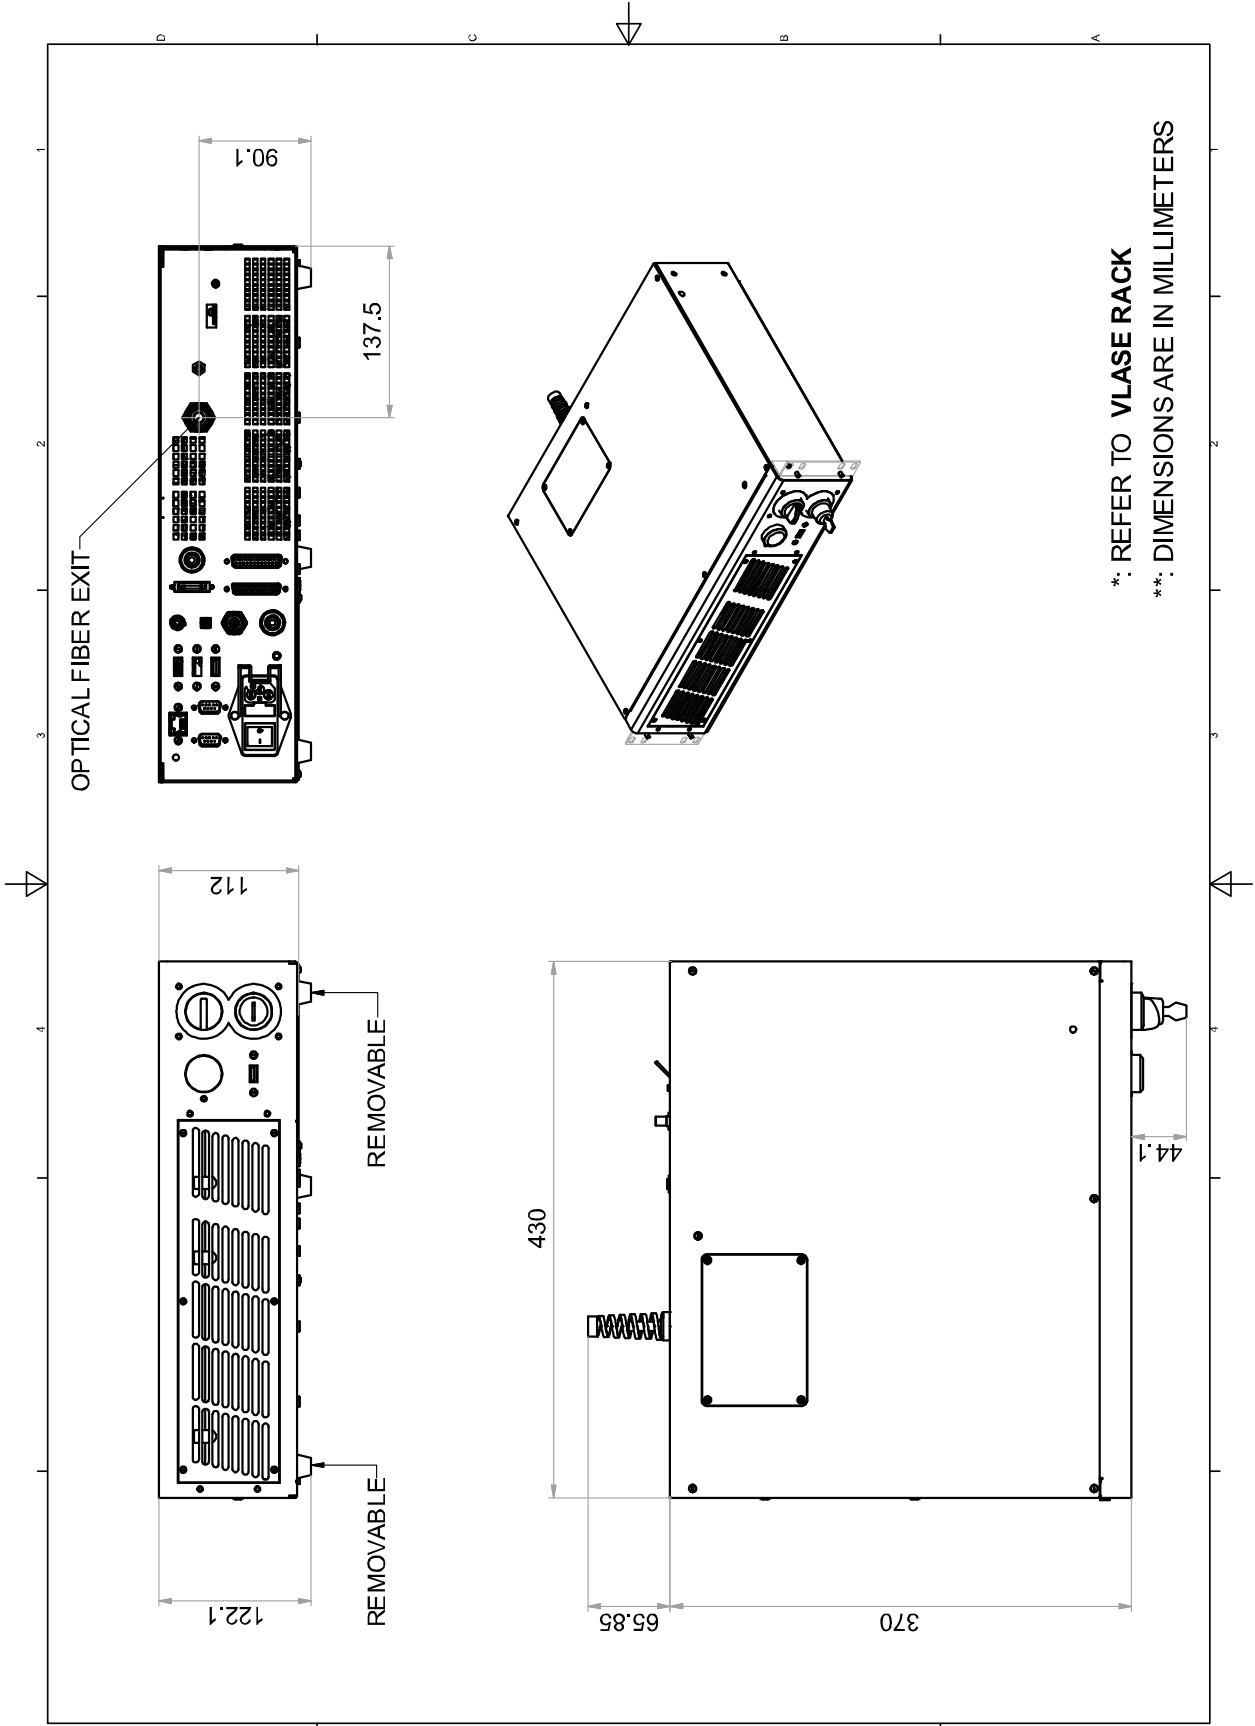 D
C
B
A
1
1
90.1
137.5
OPTICAL FIBER EXIT
*: REFER TO VLASE RACK
**: DIMENSIONS ARE IN MILLIMETERS
2
2
3
3
112
REMOVABLE
REMOVABLE
122.1
4
4
430
44.1
65.85
370